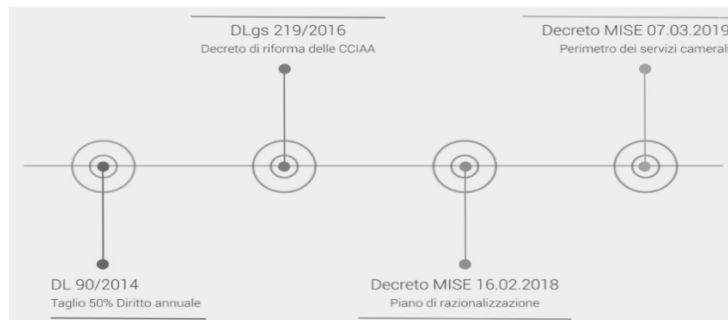 DLgs 219/2016
Decreto di riforma delle CCIAA
Decreto MISE 07.03.2019
Perimetro dei servizi camerali
DL 90/2014
Taglio 50% Diritto annuale
Decreto MISE 16.02.2018
Piano di razionalizzazione